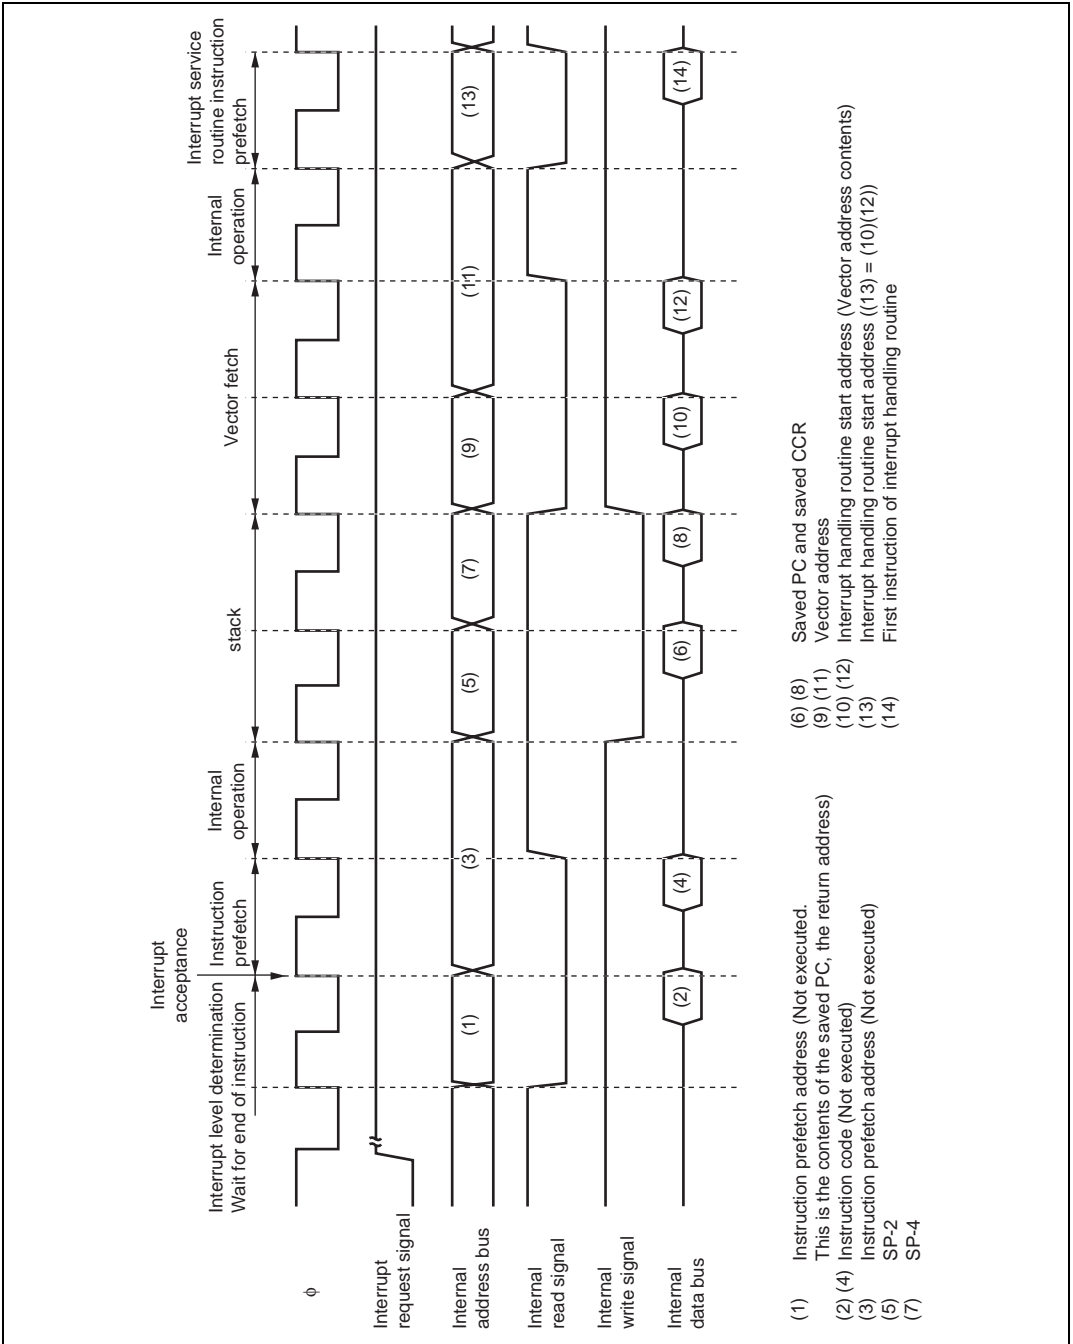 Interrupt
acceptance
Interrupt level determination
Wait for end of instruction
Instruction
prefetch
Internal
operation
stack
Vector fetch
Internal
operation
Interrupt service
routine instruction
prefetch
φ
Interrupt
request signal
Internal
address bus
(1)
(3)
(5)
(7)
(9)
(11)
(13)
Internal
read signal
Internal
write signal
Internal
data bus
(2)
(4)
(6)
(8)
(10)
(12)
(14)
(1) Instruction prefetch address (Not executed.
This is the contents of the saved PC, the return address)
(2) (4) Instruction code (Not executed)
(3) Instruction prefetch address (Not executed)
(5) SP-2
(7) SP-4
(6) (8) Saved PC and saved CCR
(9) (11) Vector address
(10) (12) Interrupt handling routine start address (Vector address contents)
(13) Interrupt handling routine start address ((13) = (10)(12))
(14) First instruction of interrupt handling routine